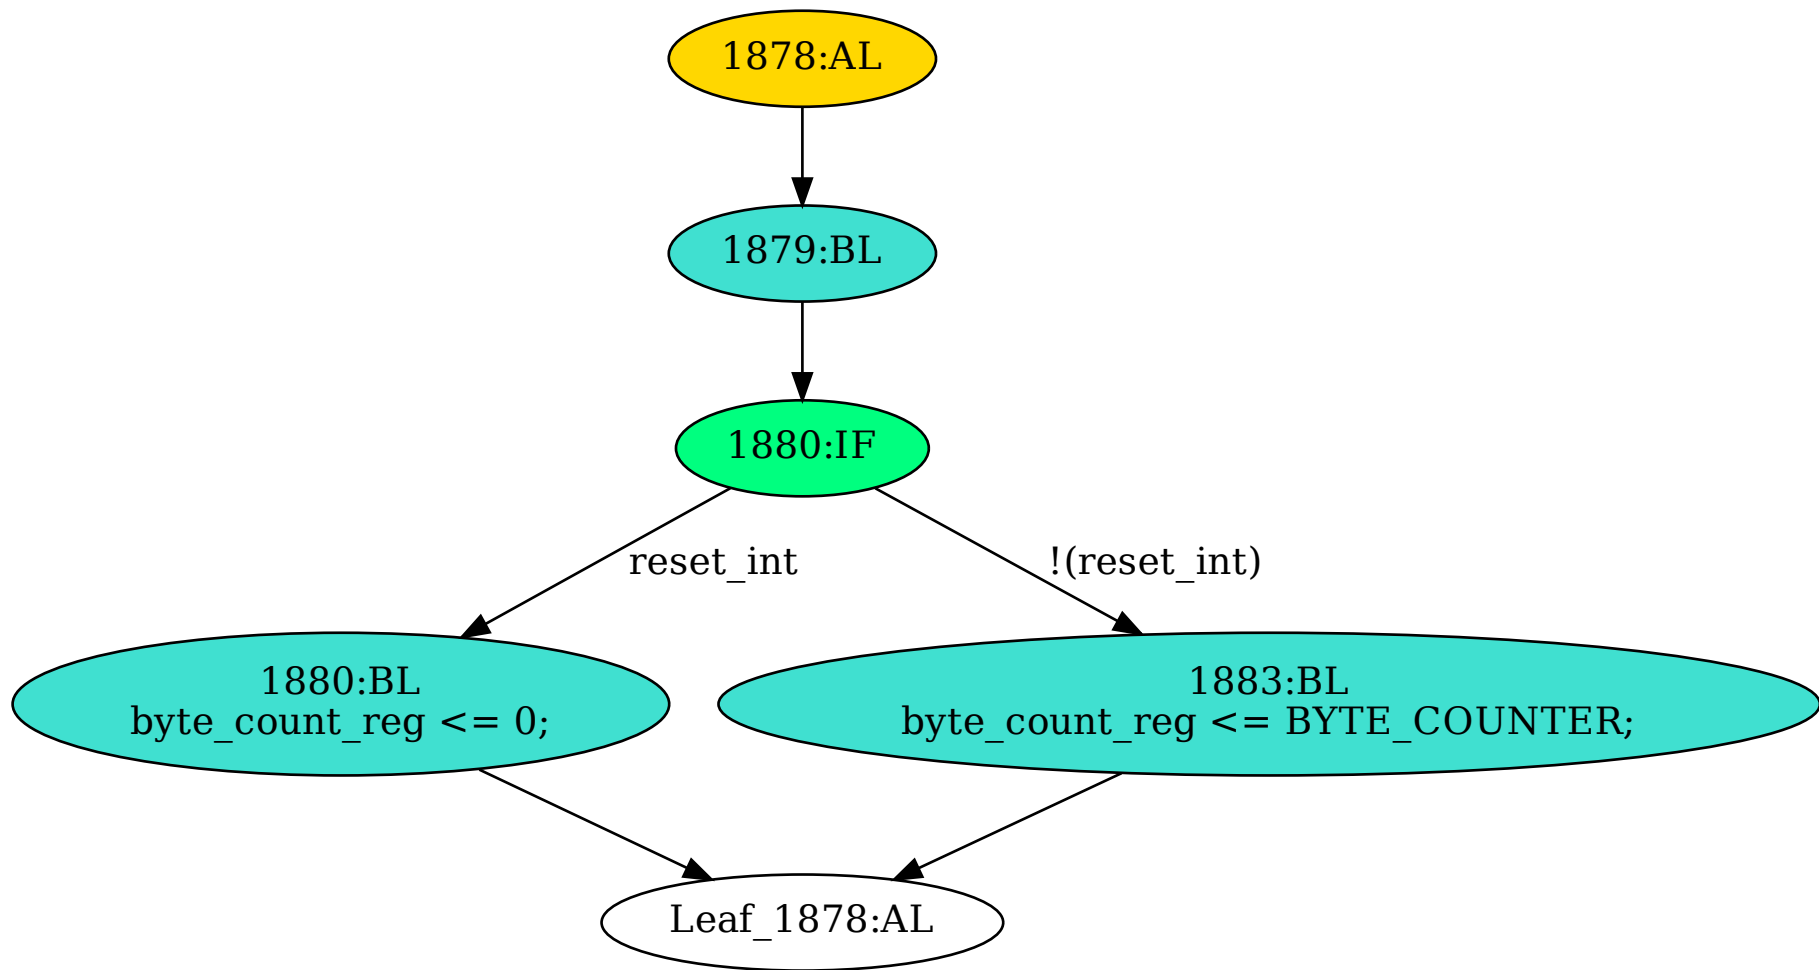 1878:AL
1879:BL
1880:IF
reset_int
!(reset_int)
1880:BL
byte_count_reg <= 0;
1883:BL
byte_count_reg <= BYTE_COUNTER;
Leaf_1878:AL